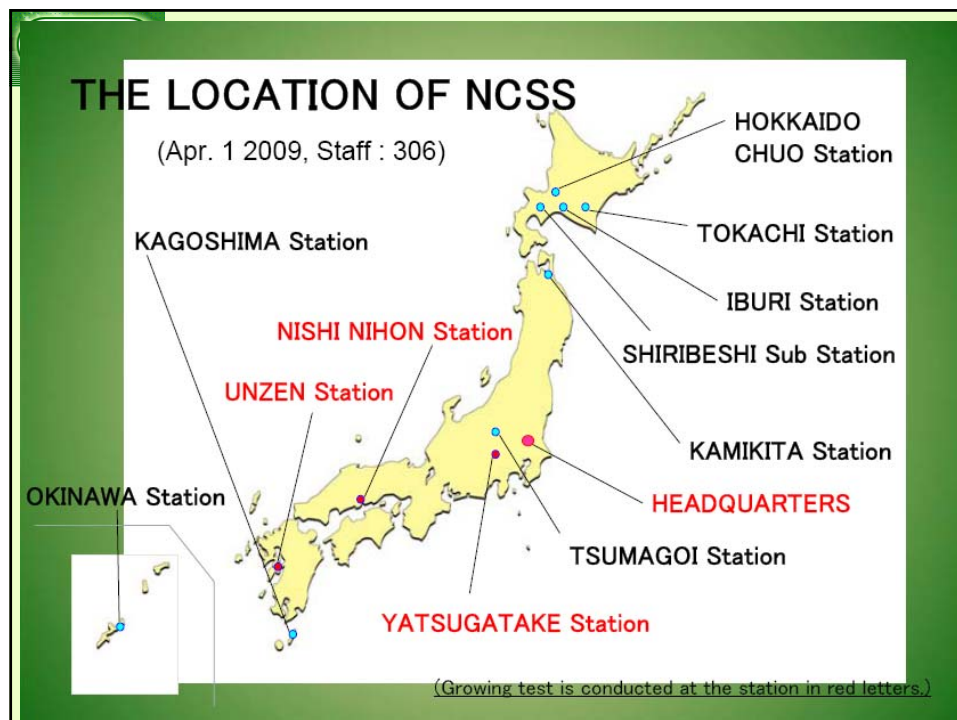 THE LOCATION OF NCSS
(Apr. 1 2009, Staff : 306)
HOKKAIDO
CHUO Station
TOKACHI Station
KAGOSHIMA Station
IBURI Station
NISHI NIHON Station
SHIRIBESHI Sub Station
UNZEN Station
KAMIKITA Station
OKINAWA Station
HEADQUARTERS
TSUMAGOI Station
YATSUGATAKE Station
(Growing test is conducted at the station in red letters.)